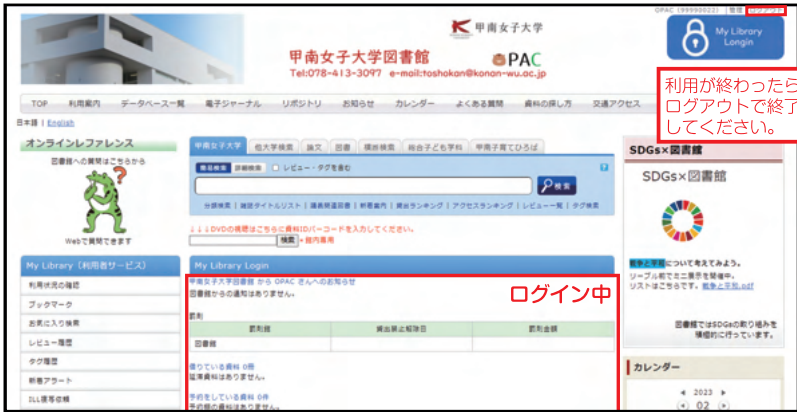 OPAC (99990022) | 管理 | ログアウト
甲南女子大学
My Library
Longin
甲南女子大学図書館 OPAC
Tel:078-413-3097 e-mail:toshokan@konan-wu.ac.jp
利用が終わったら
ログアウトで終了
してください。
TOP 利用案内 データベース一覧 電子ジャーナル リポジトリ お知らせ カレンダー よくある質問 資料の探し方 交通アクセス
日本語 | English
オンラインレファレンス
図書館への質問はこちらから
?
Webで質問できます
甲南女子大学 他大学検索 論文 図書 横断検索 総合子ども学科 甲南子育てひろば
簡易検索 詳細検索 レビュー・タグを含む
?
検索
分類検索 | 雑誌タイトルリスト | 講義関連図書 | 新着案内 | 貸出ランキング | アクセスランキング | レビュー一覧 | タグ検索
↓↓↓DVDの視聴はこちらに資料IDバーコードを入力してください。
検索 *館内専用
My Library (利用者サービス)
利用状況の確認
ブックマーク
お気に入り検索
レビュー履歴
タグ履歴
新着アラート
ILL複写依頼
My Library Login
甲南女子大学図書館 から OPAC さんへのお知らせ
図書館からの通知はありません。
ログイン中
罰則
罰則館 貸出禁止解除日 罰則金額
図書館
借りている資料 0冊
延滞資料はありません。
予約をしている資料 0件
予約棚の資料はありません。
SDGs×図書館
SDGs×図書館
戦争と平和について考えてみよう。
リーブル前でミニ展示を開催中。
リストはこちらです。戦争と平和.pdf
図書館ではSDGsの取り組みを
積極的に行っています。
カレンダー
2023
02